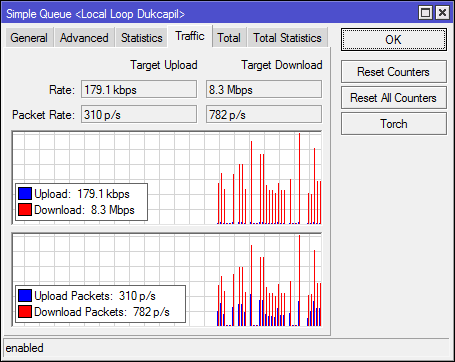 Simple Queue <Local Loop Dukcapil>
General Advanced Statistics Traffic Total Total Statistics
Target Upload Target Download
Rate: 179.1 kbps 8.3 Mbps
Packet Rate: 310 p/s 782 p/s
Upload: 179.1 kbps
Download: 8.3 Mbps
Upload Packets: 310 p/s
Download Packets: 782 p/s
OK
Reset Counters
Reset All Counters
Torch
enabled